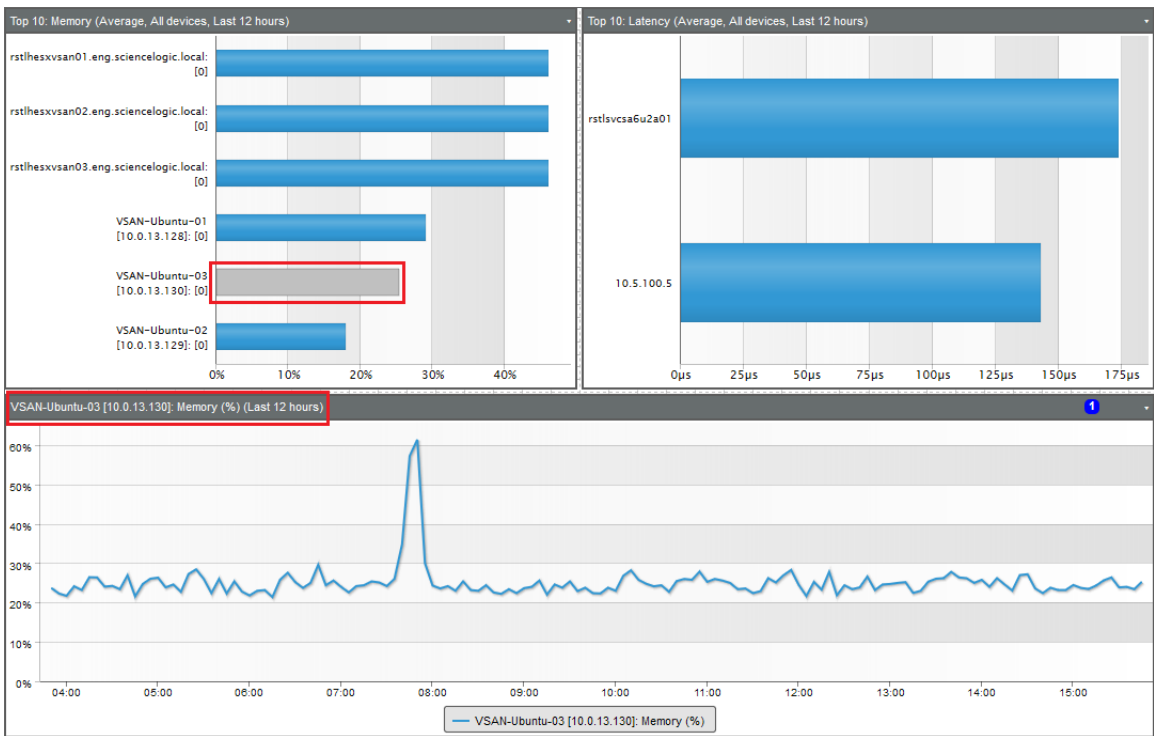 Top 10: Memory (Average, All devices, Last 12 hours)
rstlhesxvsan01.eng.sciencelogic.local:
[0]
rstlhesxvsan02.eng.sciencelogic.local:
[0]
rstlhesxvsan03.eng.sciencelogic.local:
[0]
VSAN-Ubuntu-01
[10.0.13.128]: [0]
VSAN-Ubuntu-03
[10.0.13.130]: [0]
VSAN-Ubuntu-02
[10.0.13.129]: [0]
0% 10% 20% 30% 40%
Top 10: Latency (Average, All devices, Last 12 hours)
rstlsvcsa6u2a01
10.5.100.5
0µs 25µs 50µs 75µs 100µs 125µs 150µs 175µs
VSAN-Ubuntu-03 [10.0.13.130]: Memory (%) (Last 12 hours)
1
60%
50%
40%
30%
20%
10%
0%
04:00 05:00 06:00 07:00 08:00 09:00 10:00 11:00 12:00 13:00 14:00 15:00
VSAN-Ubuntu-03 [10.0.13.130]: Memory (%)